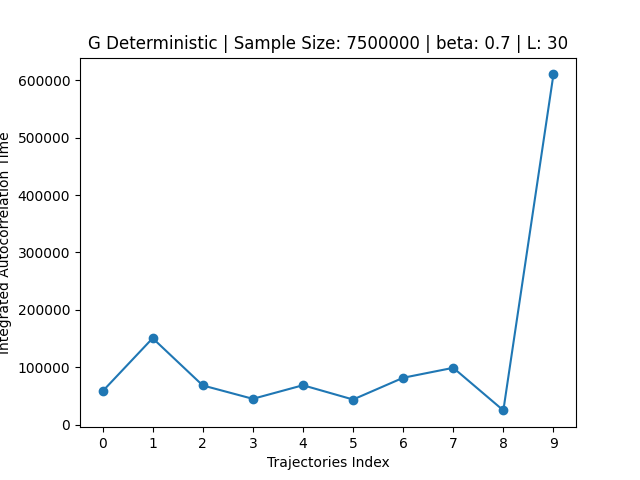 G Deterministic | Sample Size: 7500000 | beta: 0.7 | L: 30
600000
500000
400000
300000
200000
100000
0
Integrated Autocorrelation Time
0 1 2 3 4 5 6 7 8 9
Trajectories Index